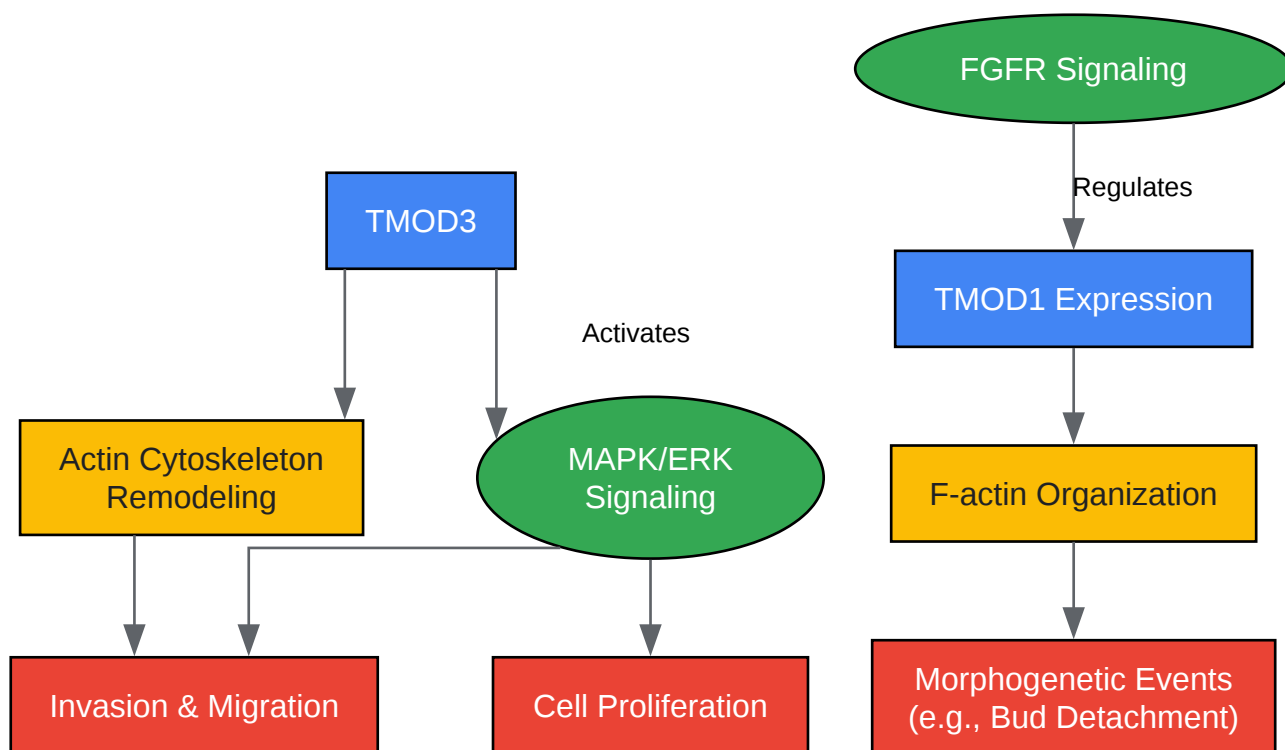 FGFR Signaling
Regulates
TMOD3
TMOD1 Expression
Activates
Actin Cytoskeleton
Remodeling
MAPK/ERK
Signaling
F-actin Organization
Invasion & Migration
Cell Proliferation
Morphogenetic Events
(e.g., Bud Detachment)